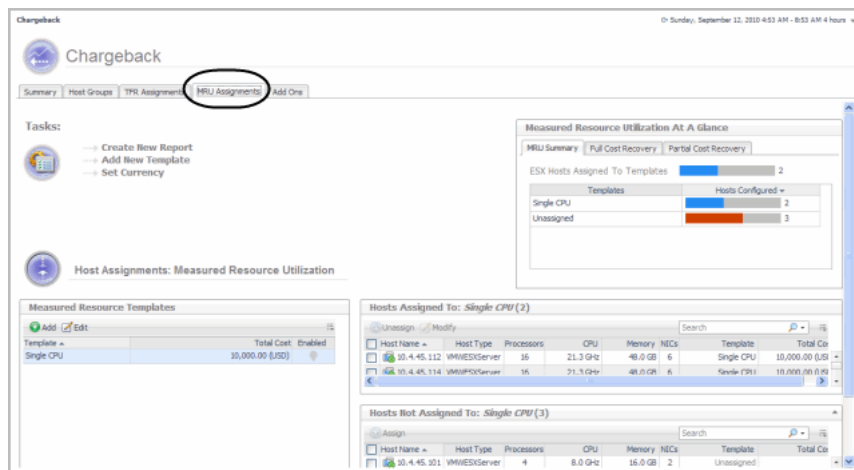 Chargeback
Sunday, September 12, 2010 4:53 AM - 8:53 AM 4 hours
Chargeback
Summary Host Groups TFR Assignments MRU Assignments Add Ons
Tasks:
Create New Report
Add New Template
Set Currency
Measured Resource Utilization At A Glance
MRU Summary Full Cost Recovery Partial Cost Recovery
ESX Hosts Assigned To Templates 2
Templates Hosts Configured
Single CPU 2
Unassigned 3
Host Assignments: Measured Resource Utilization
Measured Resource Templates
Add Edit
Template Total Cost Enabled
Single CPU 10,000.00 (USD)
Hosts Assigned To: Single CPU (2)
Unassign Modify Search
Host Name Host Type Processors CPU Memory NICs Template Total Co
10.4.45.112 VMWESXServer 16 21.3 GHz 48.0 GB 6 Single CPU 10,000.00 (USI
10.4.45.114 VMWESXServer 16 21.3 GHz 48.0 GB 6 Single CPU 10,000.00 (USI
Hosts Not Assigned To: Single CPU (3)
Assign Search
Host Name Host Type Processors CPU Memory NICs Template Total Co
10.4.45.101 VMWESXServer 4 8.0 GHz 16.0 GB 2 Unassigned